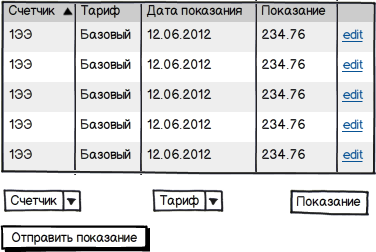 Счетчик Тариф Дата показания Показание
1ЭЭ Базовый 12.06.2012 234.76 edit
1ЭЭ Базовый 12.06.2012 234.76 edit
1ЭЭ Базовый 12.06.2012 234.76 edit
1ЭЭ Базовый 12.06.2012 234.76 edit
1ЭЭ Базовый 12.06.2012 234.76 edit
Счетчик Тариф Показание
Отправить показание